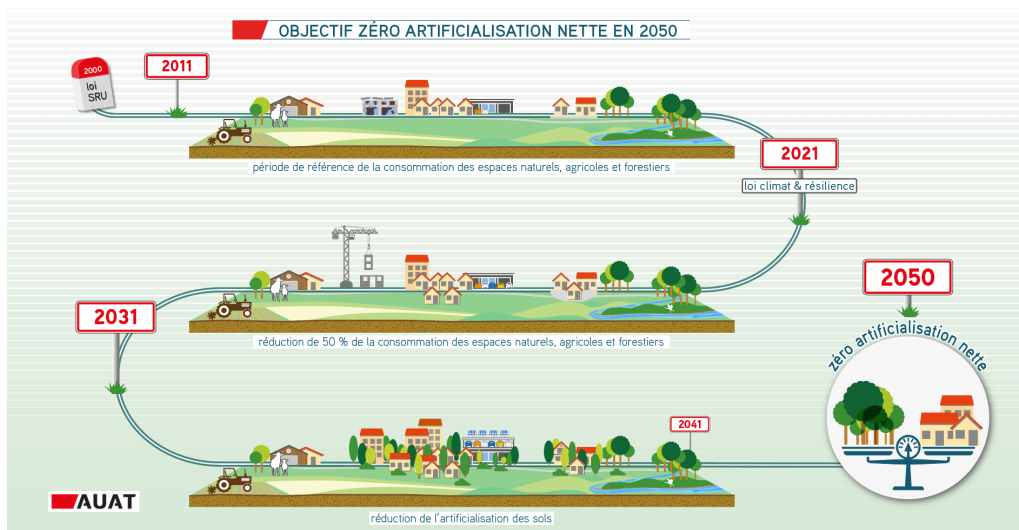 OBJECTIF ZÉRO ARTIFICIALISATION NETTE EN 2050
2000
loi
SRU
2011
période de référence de la consommation des espaces naturels, agricoles et forestiers
2021
loi climat & résilience
réduction de 50 % de la consommation des espaces naturels, agricoles et forestiers
2031
2050
zéro artificialisation nette
2041
réduction de l'artificialisation des sols
AUAT